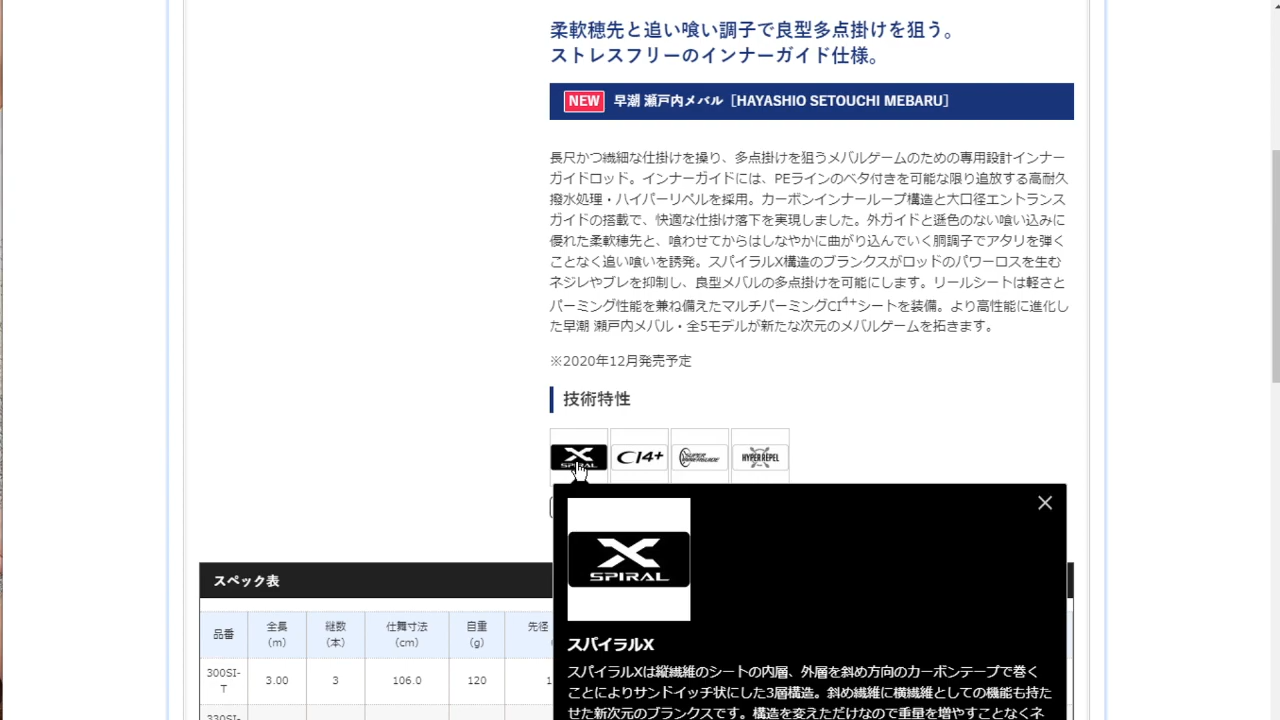 柔軟穂先と追い喰い調子で良型多点掛けを狙う。
ストレスフリーのインナーガイド仕様。
NEW 早潮 瀬戸内メバル［HAYASHIO SETOUCHI MEBARU］
長尺かつ繊細な仕掛けを操り、多点掛けを狙うメバルゲームのための専用設計インナー
ガイドロッド。インナーガイドには、PEラインのベタ付きを可能な限り追放する高耐久
撥水処理・ハイパーリペルを採用。カーボンインナーループ構造と大口径エントランス
ガイドの搭載で、快適な仕掛け落下を実現しました。外ガイドと遜色のない喰い込みに
優れた柔軟穂先と、喰わせてからはしなやかに曲がり込んでいく胴調子でアタリを弾く
ことなく追い喰いを誘発。スパイラルX構造のブランクスがロッドのパワーロスを生む
ネジレやブレを抑制し、良型メバルの多点掛けを可能にします。リールシートは軽さと
パーミング性能を兼ね備えたマルチパーミングCI4+シートを装備。より高性能に進化し
た早潮 瀬戸内メバル・全5モデルが新たな次元のメバルゲームを拓きます。
※2020年12月発売予定
技術特性
X SPIRAL CI4+ SUPER HYPER REPEL
X
SPIRAL
スパイラルX
スパイラルXは縦繊維のシートの内層、外層を斜め方向のカーボンテープで巻く
ことによりサンドイッチ状にした3層構造。斜め繊維に横繊維としての機能も持た
せた新次元のブランクスです。構造を変えただけなので重量を増やすことなくネ
スペック表
品番 全長（m） 継数（本） 仕舞寸法（cm） 自重（g） 先径
300SI-T 3.00 3 106.0 120 1
330SI-